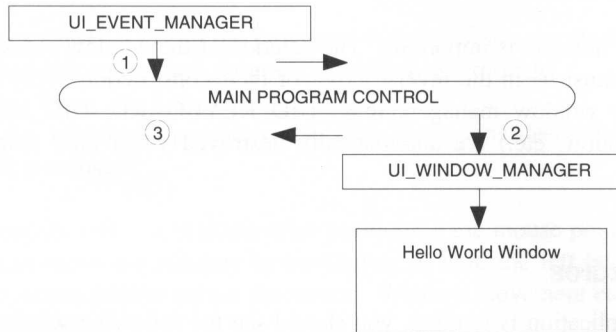 UI_EVENT_MANAGER
1
MAIN PROGRAM CONTROL
3
2
UI_WINDOW_MANAGER
Hello World Window